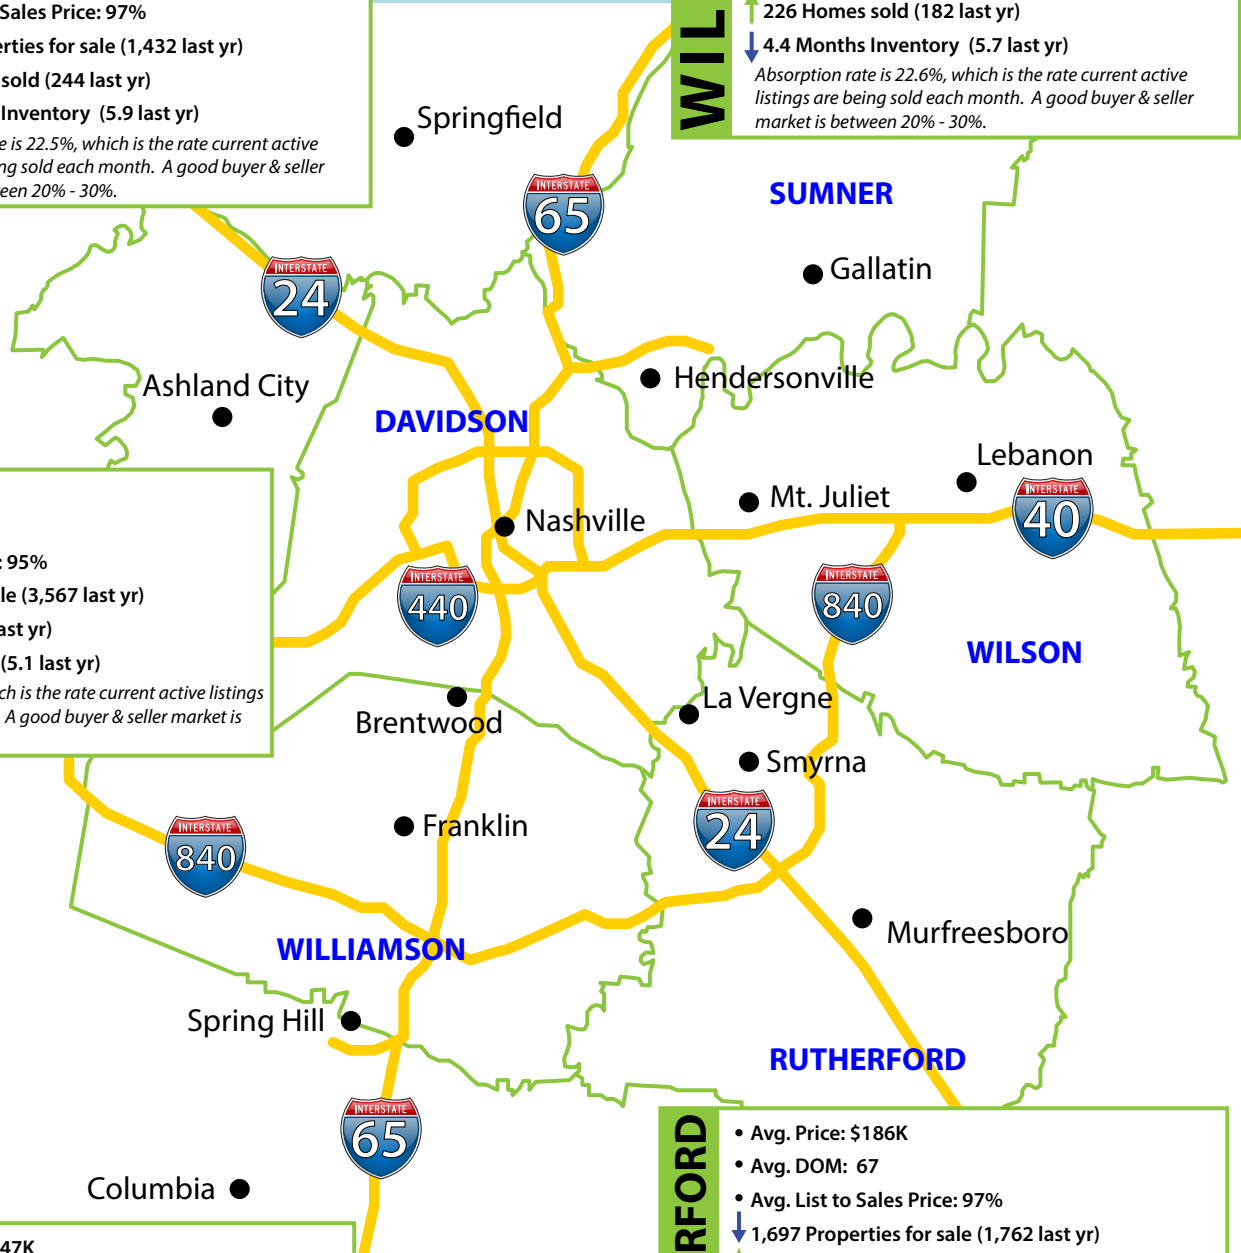 Sales Price: 97%
erties for sale (1,432 last yr)
sold (244 last yr)
Inventory (5.9 last yr)
e is 22.5%, which is the rate current active
ng sold each month. A good buyer & seller
een 20% - 30%.
WIL
226 Homes sold (182 last yr)
4.4 Months Inventory (5.7 last yr)
Absorption rate is 22.6%, which is the rate current active
listings are being sold each month. A good buyer & seller
market is between 20% - 30%.
Springfield
INTERSTATE
65
SUMNER
Gallatin
INTERSTATE
24
Hendersonville
Ashland City
DAVIDSON
Lebanon
Mt. Juliet
INTERSTATE
40
Nashville
: 95%
le (3,567 last yr)
ast yr)
(5.1 last yr)
ch is the rate current active listings
A good buyer & seller market is
INTERSTATE
440
INTERSTATE
840
WILSON
La Vergne
Brentwood
Smyrna
INTERSTATE
24
Franklin
INTERSTATE
840
Murfreesboro
WILLIAMSON
Spring Hill
RUTHERFORD
INTERSTATE
65
Columbia
47K
RFORD
• Avg. Price: $186K
• Avg. DOM: 67
• Avg. List to Sales Price: 97%
1,697 Properties for sale (1,762 last yr)